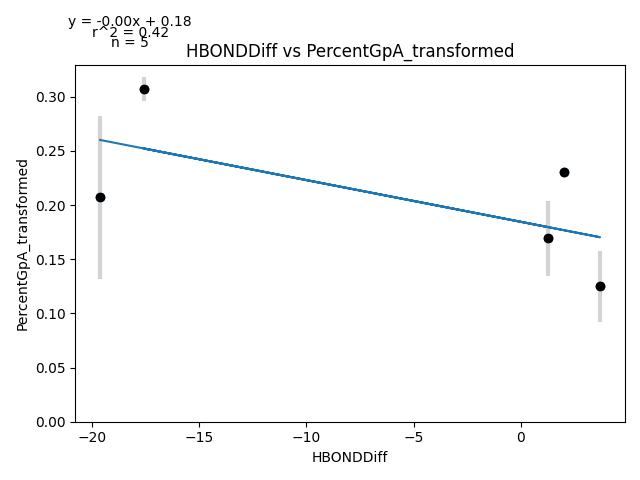 y = -0.00x + 0.18
r^2 = 0.42
n = 5
HBONDDiff vs PercentGpA_transformed
PercentGpA_transformed
0.30
0.25
0.20
0.15
0.10
0.05
0.00
−20
−15
−10
−5
0
HBONDDiff